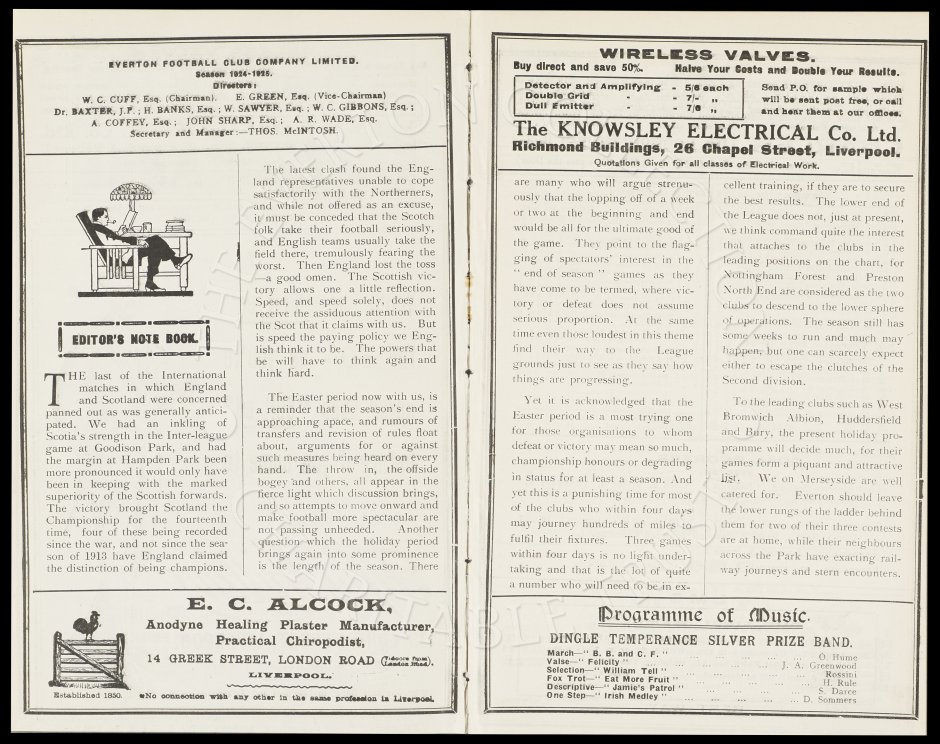 EVERTON FOOTBALL CLUB COMPANY LIMITED.
Season 1924-1925.
Directors:
W. C. CUFF, Esq. (Chairman). E. GREEN, Esq. (Vice-Chairman)
Dr. BAXTER, J.P.; H. BANKS, Esq.; W. SAWYER, Esq.; W. C. GIBBONS, Esq.;
A. COFFEY, Esq.; JOHN SHARP, Esq.; A. R. WADE, Esq.
Secretary and Manager:—THOS. McINTOSH.
EDITOR'S NOTE BOOK.
THE last of the International
matches in which England
and Scotland were concerned
panned out as was generally antici-
pated. We had an inkling of
Scotia's strength in the Inter-league
game at Goodison Park, and had
the margin at Hampden Park been
more pronounced it would only have
been in keeping with the marked
superiority of the Scottish forwards.
The victory brought Scotland the
Championship for the fourteenth
time, four of these being recorded
since the war, and not since the sea-
son of 1913 have England claimed
the distinction of being champions.
The latest clash found the Eng-
land representatives unable to cope
satisfactorily with the Northerners,
and while not offered as an excuse,
it must be conceded that the Scotch
folk take their football seriously,
and English teams usually take the
field there, tremulously fearing the
worst. Then England lost the toss
—a good omen. The Scottish vic-
tory allows one a little reflection.
Speed, and speed solely, does not
receive the assiduous attention with
the Scot that it claims with us. But
is speed the paying policy we Eng-
lish think it to be. The powers that
be will have to think again and
think hard.
The Easter period now with us, is
a reminder that the season's end is
approaching apace, and rumours of
transfers and revision of rules float
about, arguments for or against
such measures being heard on every
hand. The throw in, the offside
bogey and others, all appear in the
fierce light which discussion brings,
and so attempts to move onward and
make football more spectacular are
not passing unheeded. Another
question which the holiday period
brings again into some prominence
is the length of the season. There
E. C. ALCOCK,
Anodyne Healing Plaster Manufacturer,
Practical Chiropodist,
14 GREEK STREET, LONDON ROAD
LIVERPOOL.
Established 1850.
*No connection with any other in the same profession in Liverpool.
WIRELESS VALVES.
Buy direct and save 50%. Halve Your Costs and Double Your Results.
Detector and Amplifying - 5/6 each
Double Grid - - 7/- „
Dull Emitter - - 7/6 „
Send P.O. for sample which
will be sent post free, or call
and hear them at our offices.
The KNOWSLEY ELECTRICAL Co. Ltd.
Richmond Buildings, 26 Chapel Street, Liverpool.
Quotations Given for all classes of Electrical Work.
are many who will argue strenu-
ously that the lopping off of a week
or two at the beginning and end
would be all for the ultimate good of
the game. They point to the flag-
ging of spectators' interest in the
" end of season " games as they
have come to be termed, where vic-
tory or defeat does not assume
serious proportion. At the same
time even those loudest in this theme
find their way to the League
grounds just to see as they say how
things are progressing.
Yet it is acknowledged that the
Easter period is a most trying one
for those organisations to whom
defeat or victory may mean so much,
championship honours or degrading
in status for at least a season. And
yet this is a punishing time for most
of the clubs who within four days
may journey hundreds of miles to
fulfil their fixtures. Three games
within four days is no light under-
taking and that is the lot of quite
a number who will need to be in ex-
cellent training, if they are to secure
the best results. The lower end of
the League does not, just at present,
we think command quite the interest
that attaches to the clubs in the
leading positions on the chart, for
Nottingham Forest and Preston
North End are considered as the two
clubs to descend to the lower sphere
of operations. The season still has
some weeks to run and much may
happen, but one can scarcely expect
either to escape the clutches of the
Second division.
To the leading clubs such as West
Bromwich Albion, Huddersfield
and Bury, the present holiday pro-
gramme will decide much, for their
games form a piquant and attractive
list. We on Merseyside are well
catered for. Everton should leave
the lower rungs of the ladder behind
them for two of their three contests
are at home, while their neighbours
across the Park have exacting rail-
way journeys and stern encounters.
Programme of Music.
DINGLE TEMPERANCE SILVER PRIZE BAND.
March—" B. B. and C. F. " ... O. Hume
Valse—" Felicity " ... J. A. Greenwood
Selection—" William Tell " ... Rossini
Fox Trot—" Eat More Fruit " ... H. Rule
Descriptive—" Jamie's Patrol " ... S. Darce
One Step—" Irish Medley " ... D. Sommers